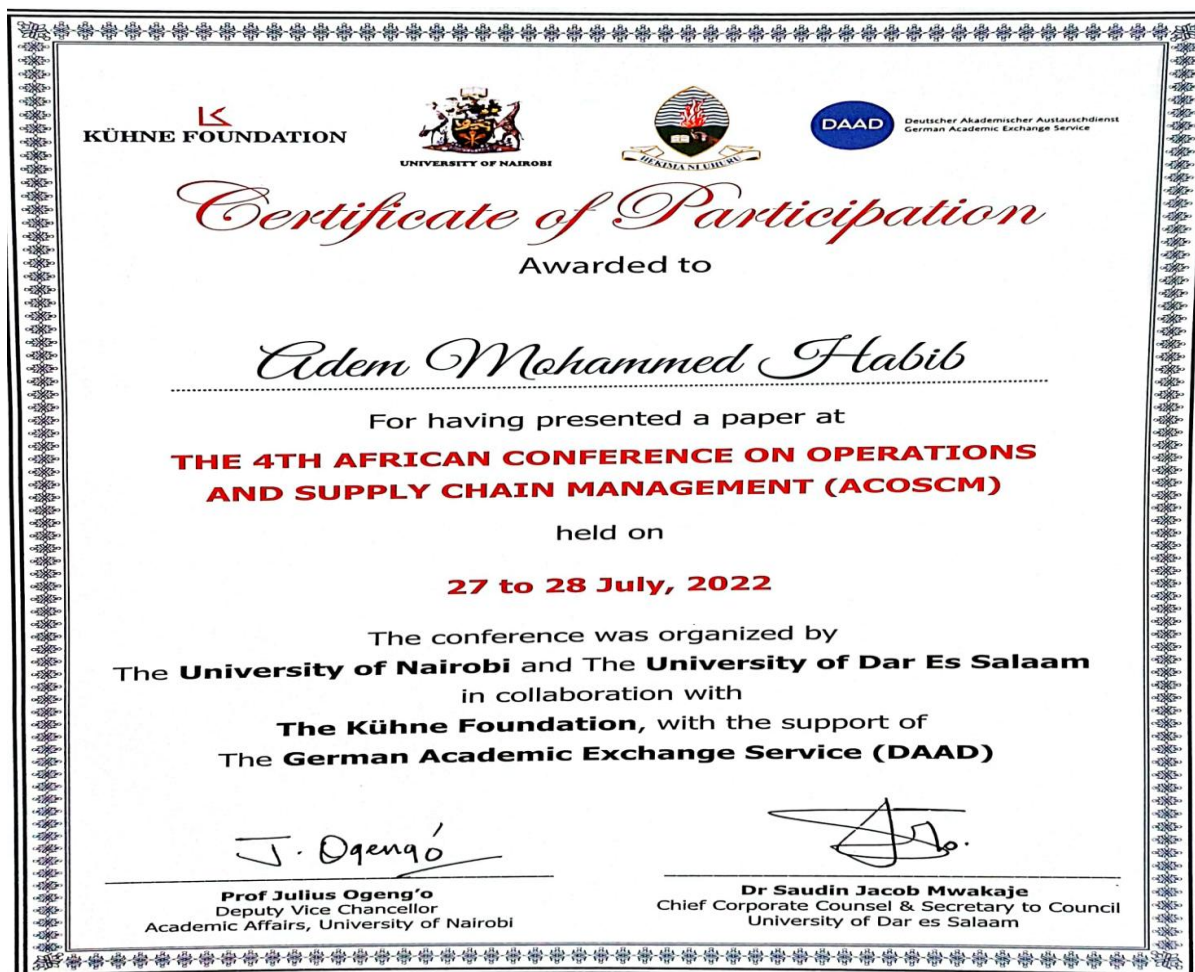 KÜHNE FOUNDATION
UNIVERSITY OF NAIROBI
HEKIMA NI UHURU
DAAD
Deutscher Akademischer Austauschdienst
German Academic Exchange Service
Certificate of Participation
Awarded to
Adem Mohammed Habib
For having presented a paper at
THE 4TH AFRICAN CONFERENCE ON OPERATIONS
AND SUPPLY CHAIN MANAGEMENT (ACOSCM)
held on
27 to 28 July, 2022
The conference was organized by
The University of Nairobi and The University of Dar Es Salaam
in collaboration with
The Kühne Foundation, with the support of
The German Academic Exchange Service (DAAD)
J. Ogengó
Prof Julius Ogeng'o
Deputy Vice Chancellor
Academic Affairs, University of Nairobi
Dr Saudin Jacob Mwakaje
Chief Corporate Counsel & Secretary to Council
University of Dar es Salaam